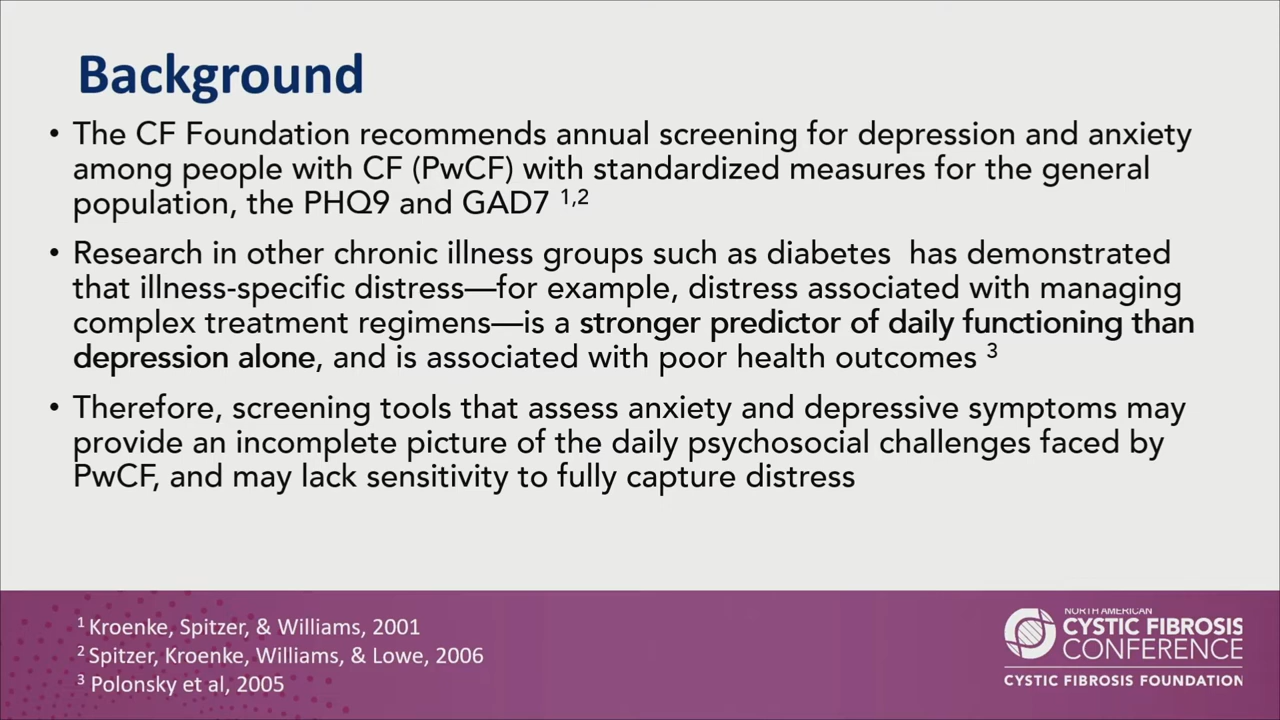 Background
• The CF Foundation recommends annual screening for depression and anxiety
among people with CF (PwCF) with standardized measures for the general
population, the PHQ9 and GAD7 1,2
• Research in other chronic illness groups such as diabetes  has demonstrated
that illness-specific distress—for example, distress associated with managing
complex treatment regimens—is a stronger predictor of daily functioning than
depression alone, and is associated with poor health outcomes 3
• Therefore, screening tools that assess anxiety and depressive symptoms may
provide an incomplete picture of the daily psychosocial challenges faced by
PwCF, and may lack sensitivity to fully capture distress
1 Kroenke, Spitzer, & Williams, 2001
2 Spitzer, Kroenke, Williams, & Lowe, 2006
3 Polonsky et al, 2005
NORTH AMERICAN
CYSTIC FIBROSIS
CONFERENCE
CYSTIC FIBROSIS FOUNDATION